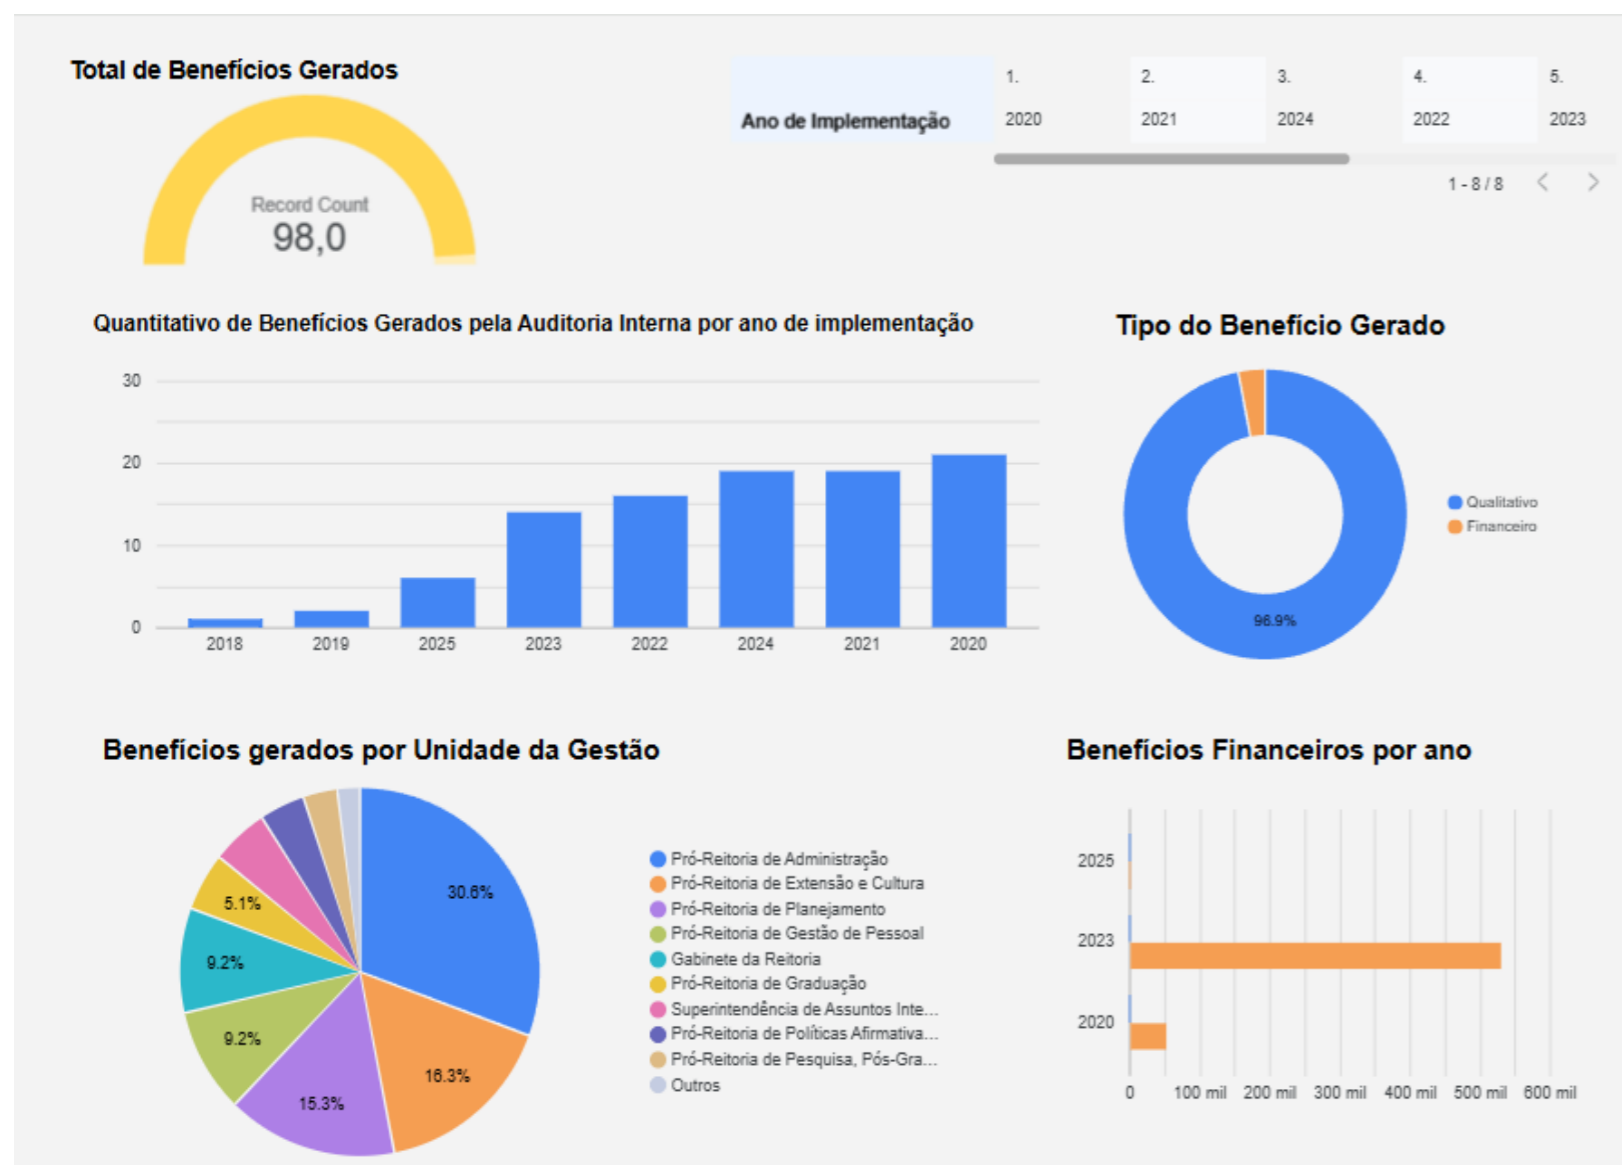 Total de Benefícios Gerados
Record Count
98,0
1. 2. 3. 4. 5.
Ano de Implementação 2020 2021 2024 2022 2023
1 - 8 / 8
Quantitativo de Benefícios Gerados pela Auditoria Interna por ano de implementação
30
20
10
0
2018 2019 2025 2023 2022 2024 2021 2020
Tipo do Benefício Gerado
Qualitativo
Financeiro
96.9%
Benefícios gerados por Unidade da Gestão
30.6%
16.3%
15.3%
9.2%
9.2%
5.1%
Pró-Reitoria de Administração
Pró-Reitoria de Extensão e Cultura
Pró-Reitoria de Planejamento
Pró-Reitoria de Gestão de Pessoal
Gabinete da Reitoria
Pró-Reitoria de Graduação
Superintendência de Assuntos Inte...
Pró-Reitoria de Políticas Afirmativa...
Pró-Reitoria de Pesquisa, Pós-Gra...
Outros
Benefícios Financeiros por ano
2025
2023
2020
0 100 mil 200 mil 300 mil 400 mil 500 mil 600 mil